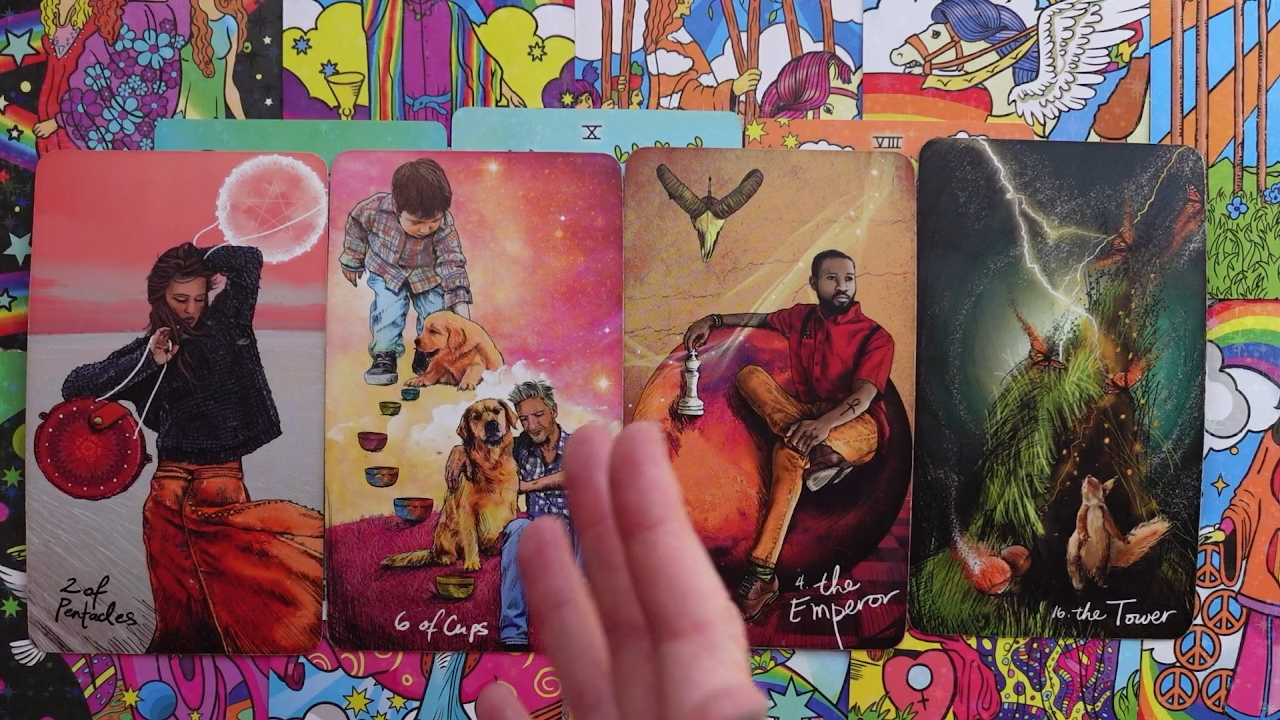 X
VIII
2 of
Pentacles
6 of Cups
4. the
Emperor
16. the Tower